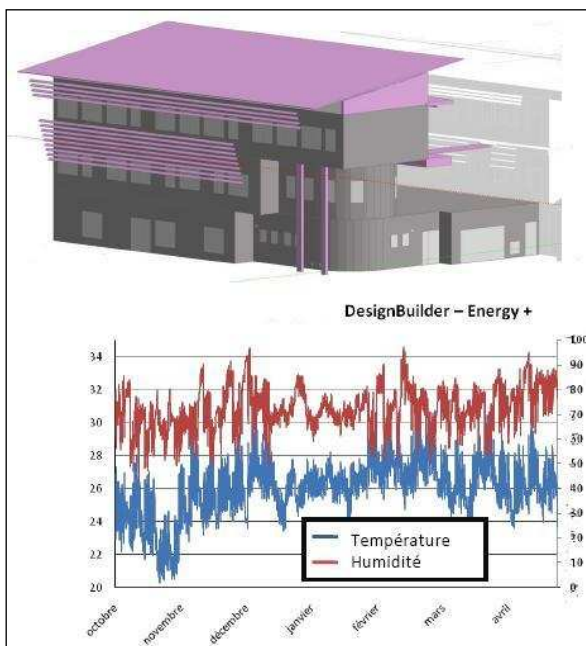 DesignBuilder – Energy +
34
32
30
28
26
24
22
20
100
90
80
70
60
50
40
30
20
10
0
Température
Humidité
octobre
novembre
décembre
janvier
février
mars
avril